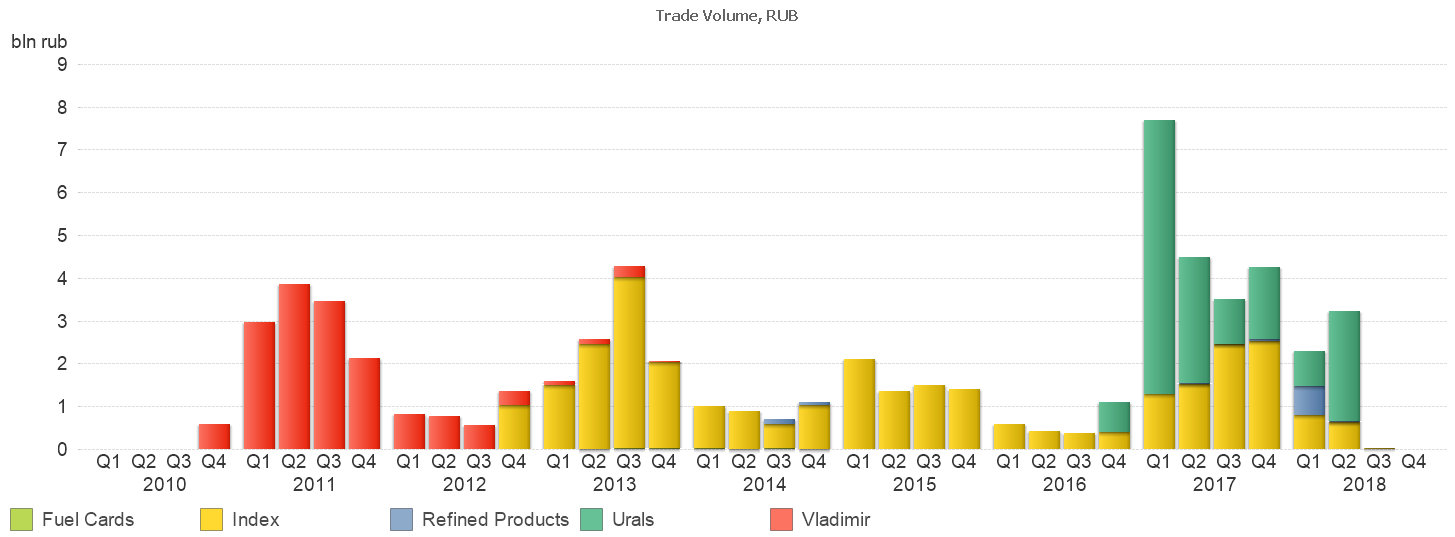 Trade Volume, RUB
bln rub
9
8
7
6
5
4
3
2
1
0
Q1 Q2 Q3 Q4 Q1 Q2 Q3 Q4 Q1 Q2 Q3 Q4 Q1 Q2 Q3 Q4 Q1 Q2 Q3 Q4 Q1 Q2 Q3 Q4 Q1 Q2 Q3 Q4 Q1 Q2 Q3 Q4 Q1 Q2 Q3 Q4
2010 2011 2012 2013 2014 2015 2016 2017 2018
Fuel Cards Index Refined Products Urals Vladimir